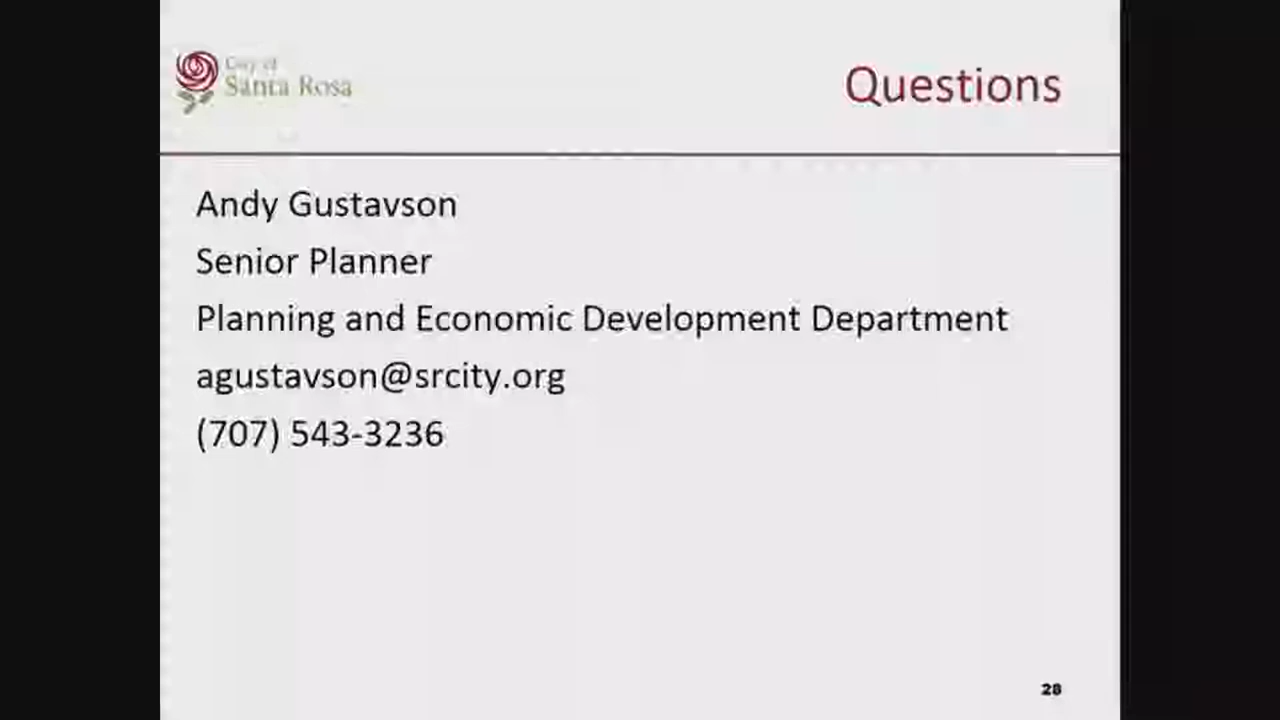 City of
Santa Rosa
Questions
Andy Gustavson
Senior Planner
Planning and Economic Development Department
agustavson@srcity.org
(707) 543-3236
28